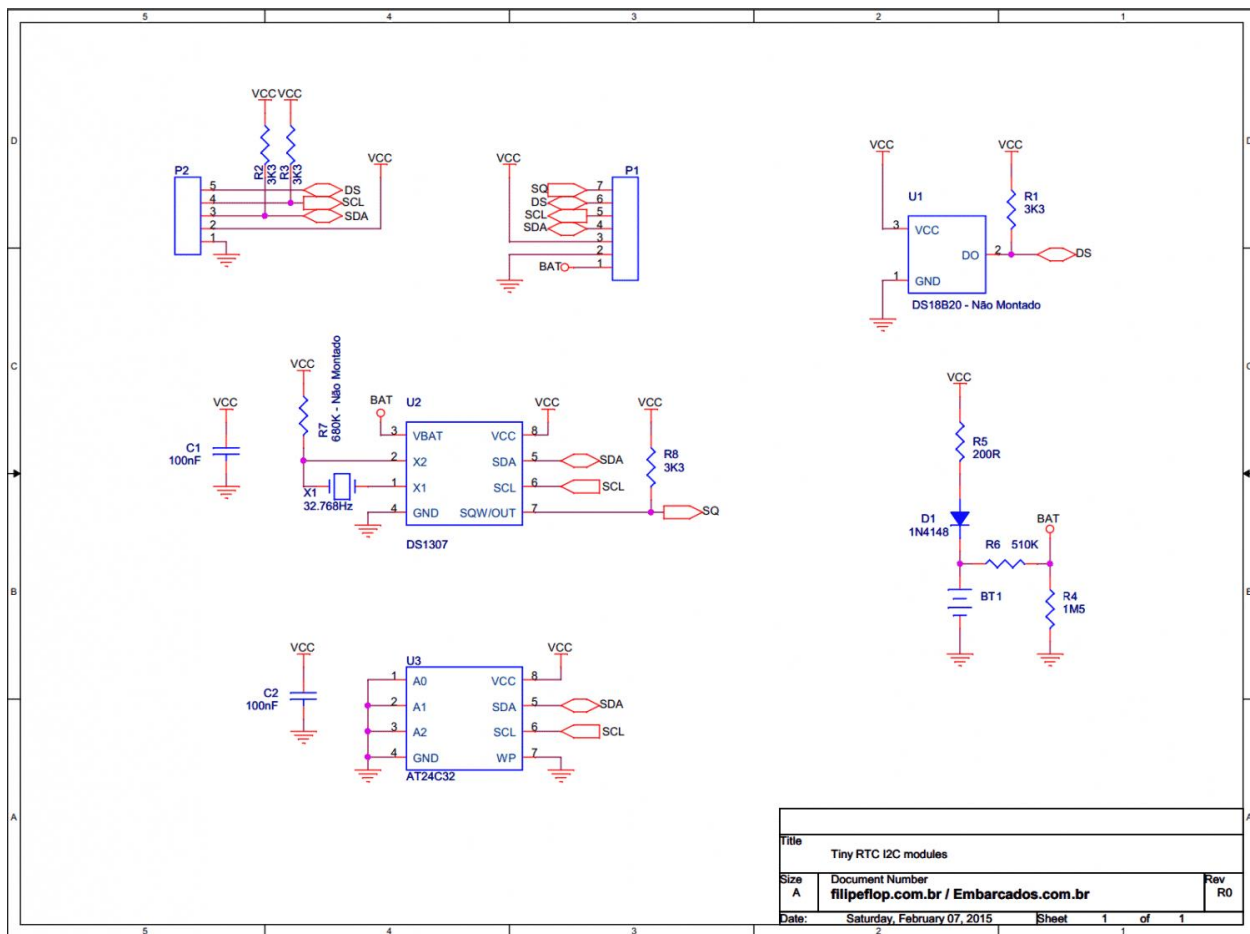 5 4 3 2 1
D D
C C
B B
A A
VCC VCC
R2 3K3
R3 3K3
VCC
P2
5 DS
4 SCL
3 SDA
2
1
VCC
P1
SQ 7
DS 6
SCL 5
SDA 4
3
2
BAT 1
VCC
VCC
U1
R1
3K3
3 VCC
DO 2 DS
1 GND
DS18B20 - Não Montado
VCC
C1
100nF
VCC
R7
680K - Não Montado
BAT
U2
VCC
VCC
3 VBAT VCC 8
2 X2 SDA 5 SDA
1 X1 SCL 6 SCL
4 GND SQW/OUT 7 SQ
X1
32.768Hz
R8
3K3
DS1307
VCC
R5
200R
D1
1N4148
BAT
R6 510K
BT1
R4
1M5
VCC
C2
100nF
U3
VCC
1 A0 VCC 8
2 A1 SDA 5 SDA
3 A2 SCL 6 SCL
4 GND WP 7
AT24C32
Title
Tiny RTC I2C modules
Size Document Number Rev
A filipeflop.com.br / Embarcados.com.br R0
Date: Saturday, February 07, 2015 Sheet 1 of 1
5 4 3 2 1